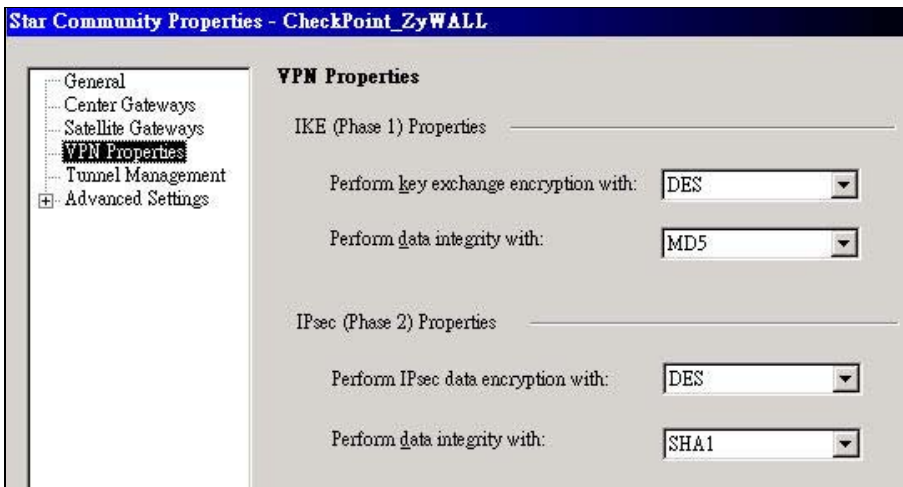 Star Community Properties - CheckPoint_ZyWALL
General
Center Gateways
Satellite Gateways
VPN Properties
Tunnel Management
Advanced Settings
VPN Properties
IKE (Phase 1) Properties
Perform key exchange encryption with: DES
Perform data integrity with: MD5
IPsec (Phase 2) Properties
Perform IPsec data encryption with: DES
Perform data integrity with: SHA1